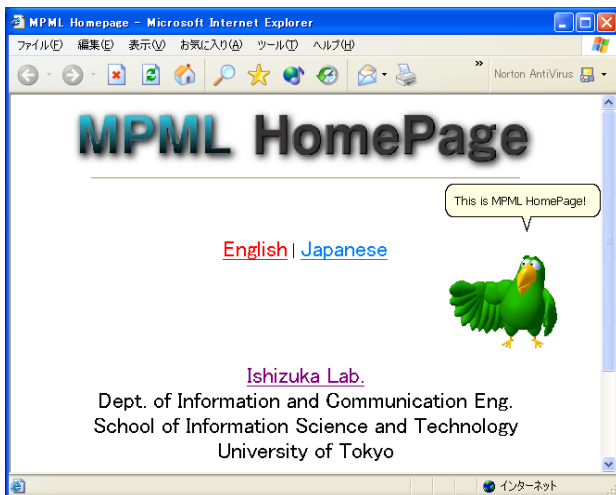 MPML Homepage - Microsoft Internet Explorer
ファイル(F) 編集(E) 表示(V) お気に入り(A) ツール(T) ヘルプ(H)
Norton AntiVirus
MPML HomePage
This is MPML HomePage!
English | Japanese
Ishizuka Lab.
Dept. of Information and Communication Eng.
School of Information Science and Technology
University of Tokyo
インターネット